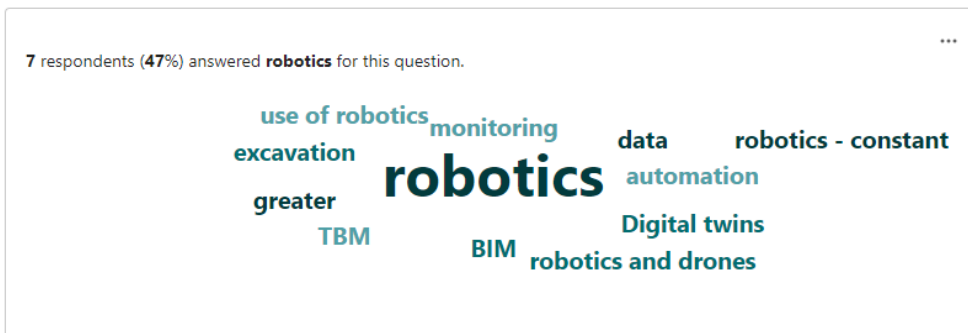 ...
7 respondents (47%) answered robotics for this question.
use of robotics
monitoring
data
robotics - constant
excavation
robotics
automation
greater
Digital twins
TBM
BIM
robotics and drones